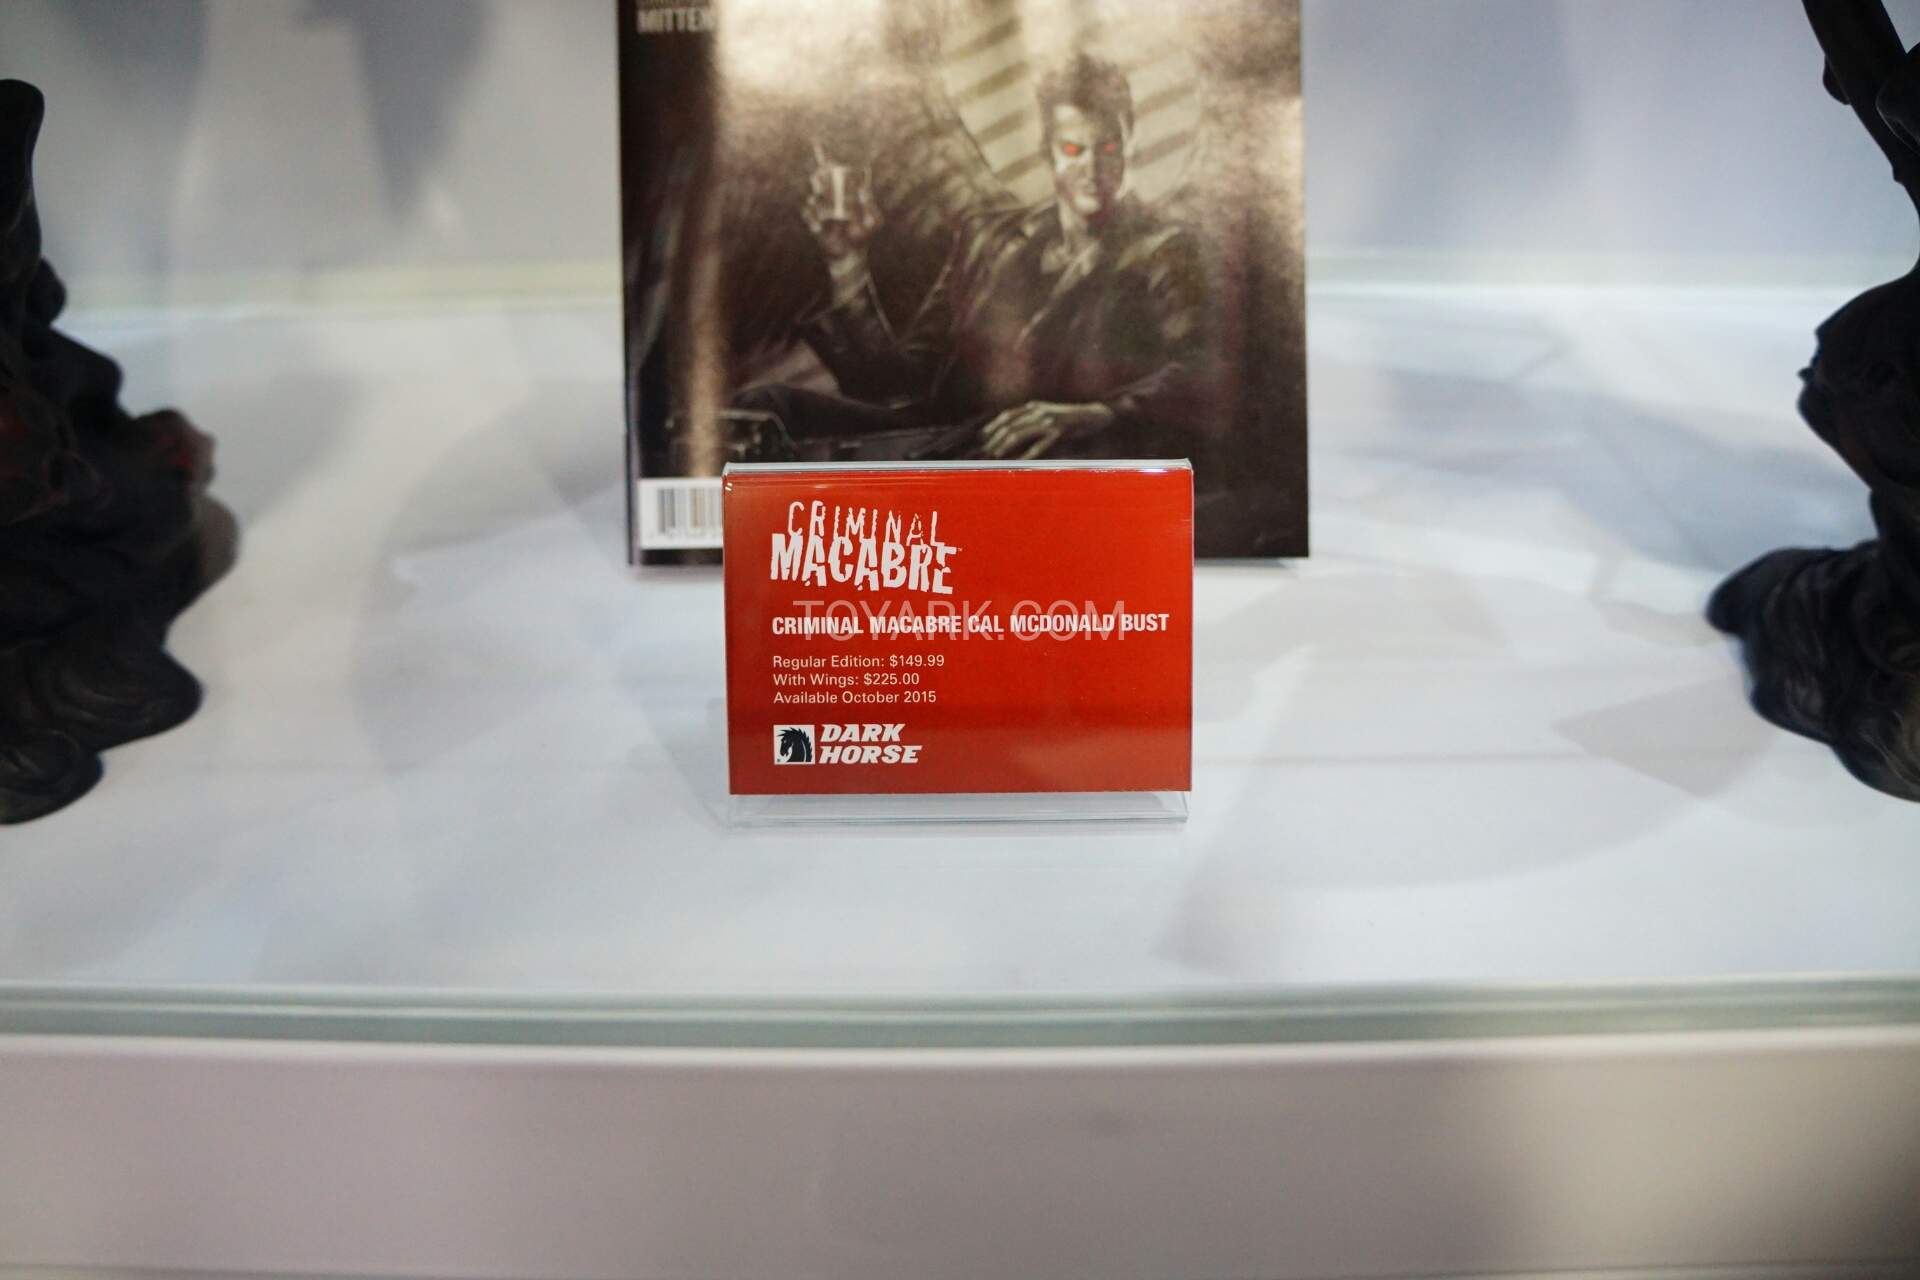 MITTEN
CRIMINAL
MACABRE™
TOYARK.COM
CRIMINAL MACABRE CAL MCDONALD BUST
Regular Edition: $149.99
With Wings: $225.00
Available October 2015
DARK
HORSE